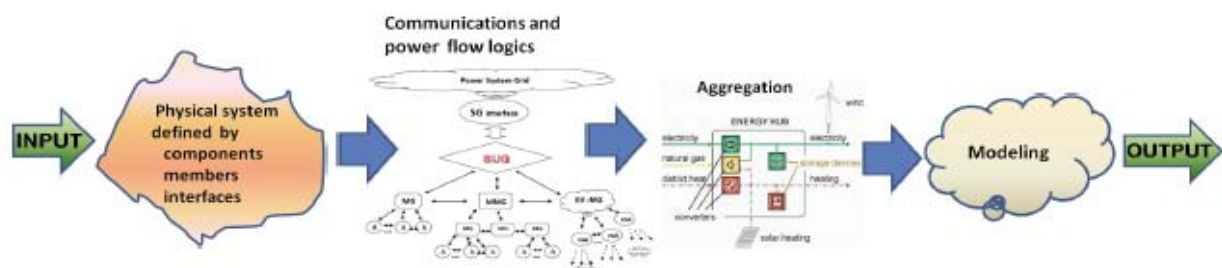 INPUT
Physical system
defined by
components
members
interfaces
Communications and
power flow logics
Power System Grid
SG interface
MG
MMG
EV -MG
Aggregation
ENERGY HUB
electricity
electricity
natural gas
storage devices
district heat
heating
converters
solar heating
Modeling
OUTPUT